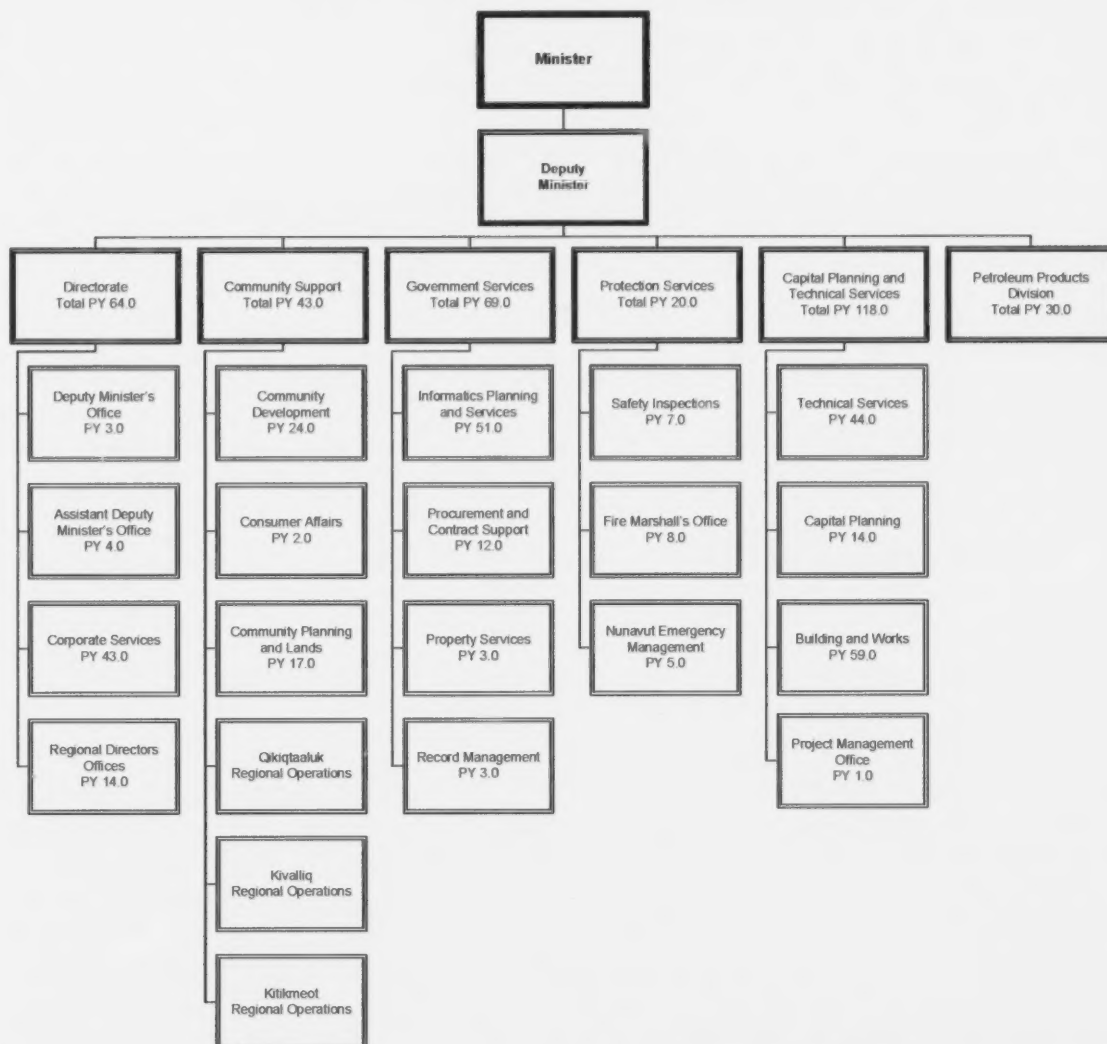 Minister
Deputy
Minister
Directorate
Total PY 64.0
Community Support
Total PY 43.0
Government Services
Total PY 69.0
Protection Services
Total PY 20.0
Capital Planning and
Technical Services
Total PY 118.0
Petroleum Products
Division
Total PY 30.0
Deputy Minister's
Office
PY 3.0
Assistant Deputy
Minister's Office
PY 4.0
Corporate Services
PY 43.0
Regional Directors
Offices
PY 14.0
Community
Development
PY 24.0
Consumer Affairs
PY 2.0
Community Planning
and Lands
PY 17.0
Qikiqtaaluk
Regional Operations
Kivalliq
Regional Operations
Kitikmeot
Regional Operations
Informatics Planning
and Services
PY 51.0
Procurement and
Contract Support
PY 12.0
Property Services
PY 3.0
Record Management
PY 3.0
Safety Inspections
PY 7.0
Fire Marshall's Office
PY 8.0
Nunavut Emergency
Management
PY 5.0
Technical Services
PY 44.0
Capital Planning
PY 14.0
Building and Works
PY 59.0
Project Management
Office
PY 1.0